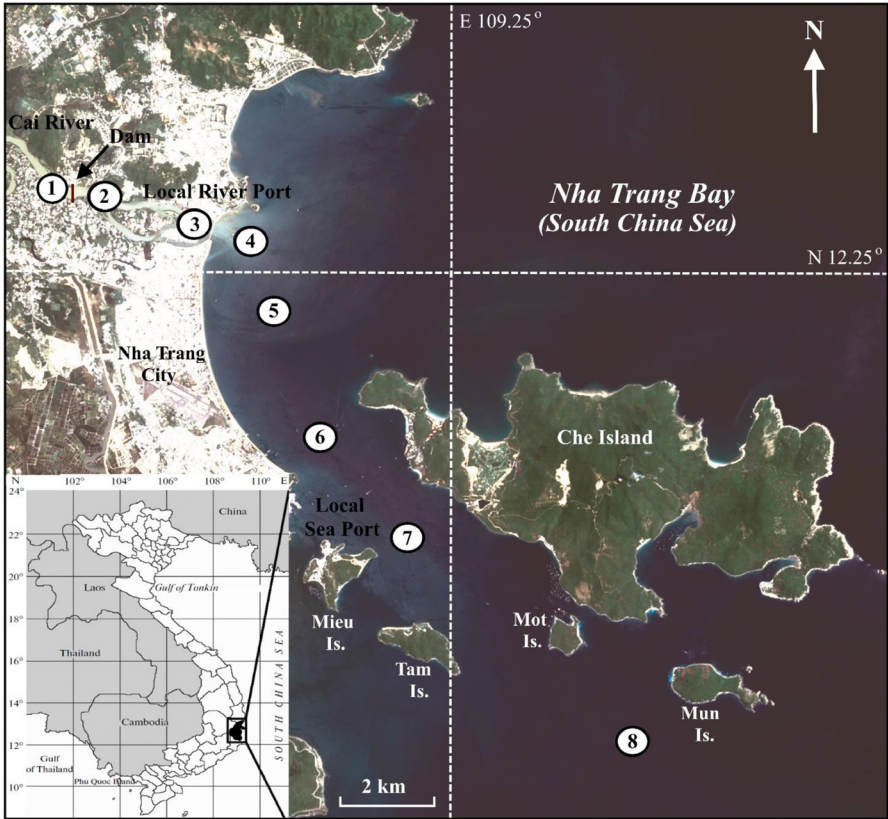 E 109.25°
N
Cai River
Dam
1
2
Local River Port
3
4
Nha Trang Bay
(South China Sea)
N 12.25°
5
Nha Trang
City
6
Che Island
Local
Sea Port
7
Mieu
Is.
Tam
Is.
Mot
Is.
Mun
Is.
8
2 km
N 102° 104° 106° 108° 110° E
24°
22°
20°
18°
16°
14°
12°
10°
China
Laos
Gulf of Tonkin
Thailand
Cambodia
SOUTH CHINA SEA
Gulf
of Thailand
Phu Quoc Island